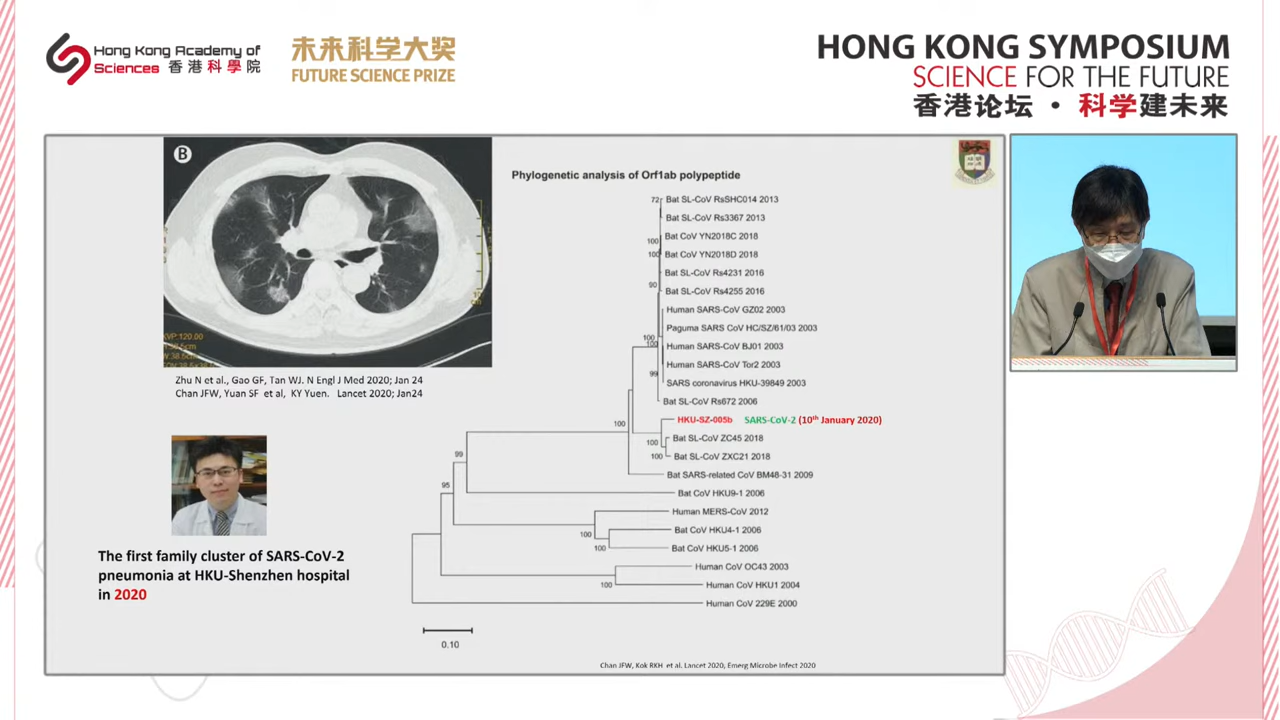 Hong Kong Academy of
Sciences 香港科學院
未来科学大奖
FUTURE SCIENCE PRIZE
HONG KONG SYMPOSIUM
SCIENCE FOR THE FUTURE
香港论坛 · 科学建未来
B
Zhu N et al., Gao GF, Tan WJ. N Engl J Med 2020; Jan 24
Chan JFW, Yuan SF et al, KY Yuen. Lancet 2020; Jan24
The first family cluster of SARS-CoV-2
pneumonia at HKU-Shenzhen hospital
in 2020
Phylogenetic analysis of Orf1ab polypeptide
72 Bat SL-CoV RsSHC014 2013
Bat SL-CoV Rs3367 2013
100 Bat CoV YN2018C 2018
100 Bat CoV YN2018D 2018
Bat SL-CoV Rs4231 2016
90 Bat SL-CoV Rs4255 2016
Human SARS-CoV GZ02 2003
Paguma SARS CoV HC/SZ/61/03 2003
100
100 Human SARS-CoV BJ01 2003
Human SARS-CoV Tor2 2003
99 SARS coronavirus HKU-39849 2003
Bat SL-CoV Rs672 2006
100 HKU-SZ-005b SARS-CoV-2 (10th January 2020)
100 Bat SL-CoV ZC45 2018
100 Bat SL-CoV ZXC21 2018
Bat SARS-related CoV BM48-31 2009
99
95 Bat CoV HKU9-1 2006
Human MERS-CoV 2012
100 Bat CoV HKU4-1 2006
100 Bat CoV HKU5-1 2006
Human CoV OC43 2003
100 Human CoV HKU1 2004
Human CoV 229E 2000
0.10
Chan JFW, Kok RKH et al. Lancet 2020, Emerg Microbe Infect 2020